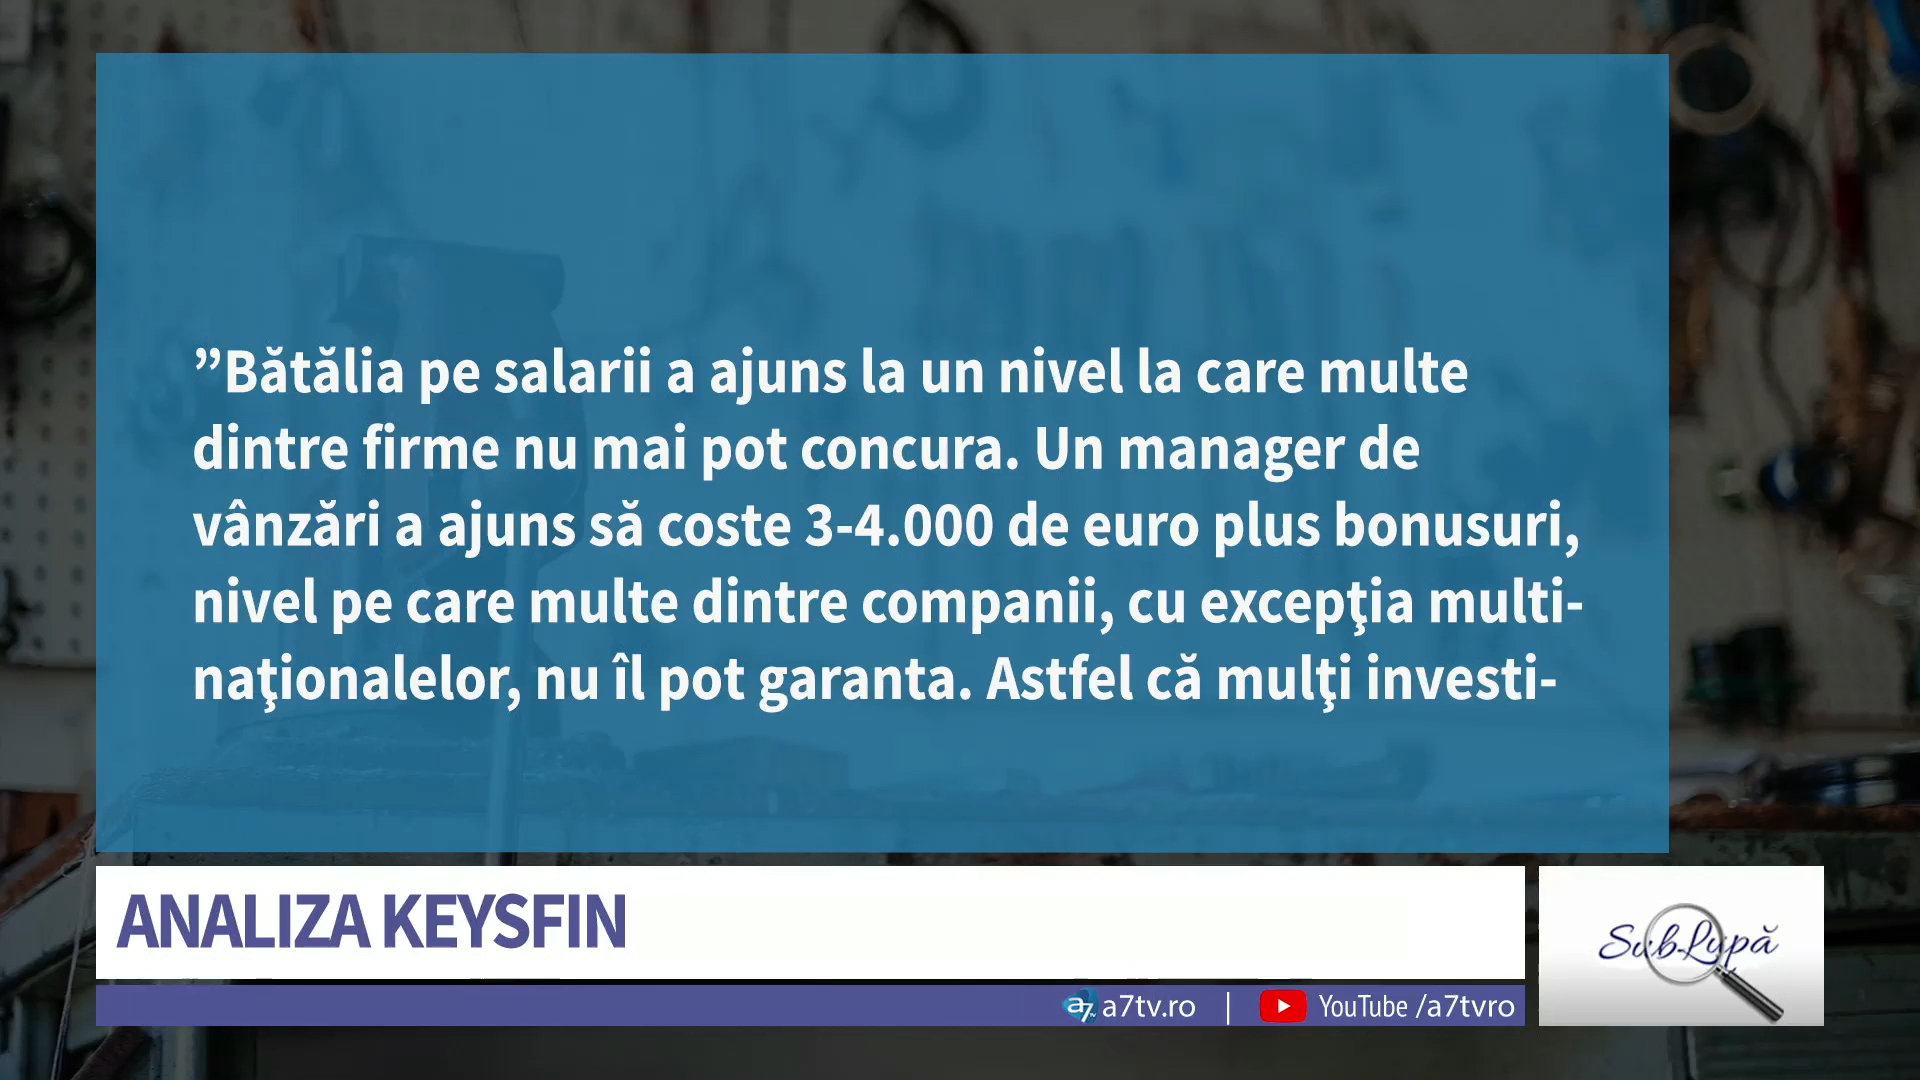 ”Bătălia pe salarii a ajuns la un nivel la care multe
dintre firme nu mai pot concura. Un manager de
vânzări a ajuns să coste 3-4.000 de euro plus bonusuri,
nivel pe care multe dintre companii, cu excepţia multi-
naţionalelor, nu îl pot garanta. Astfel că mulţi investi-
ANALIZA KEYSFIN
Sub Lupă
a7 a7tv.ro | YouTube /a7tvro